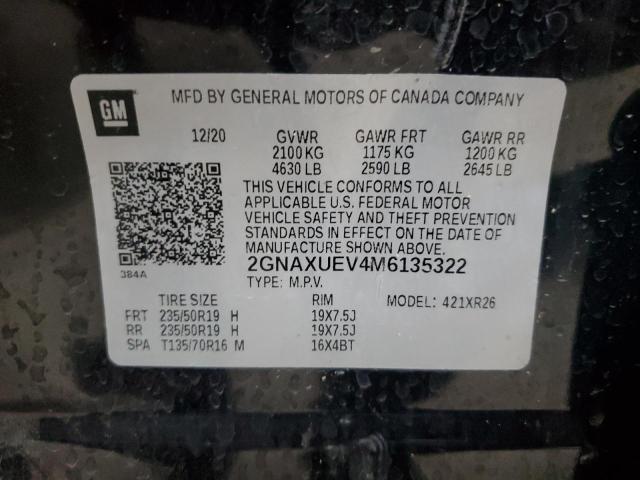 GM
MFD BY GENERAL MOTORS OF CANADA COMPANY
12/20 GVWR GAWR FRT GAWR RR
2100 KG 1175 KG 1200 KG
4630 LB 2590 LB 2645 LB
THIS VEHICLE CONFORMS TO ALL
APPLICABLE U.S. FEDERAL MOTOR
VEHICLE SAFETY AND THEFT PREVENTION
STANDARDS IN EFFECT ON THE DATE OF
MANUFACTURE SHOWN ABOVE.
384A
2GNAXUEV4M6135322
TYPE: M.P.V.
TIRE SIZE RIM MODEL: 421XR26
FRT 235/50R19 H 19X7.5J
RR 235/50R19 H 19X7.5J
SPA T135/70R16 M 16X4BT